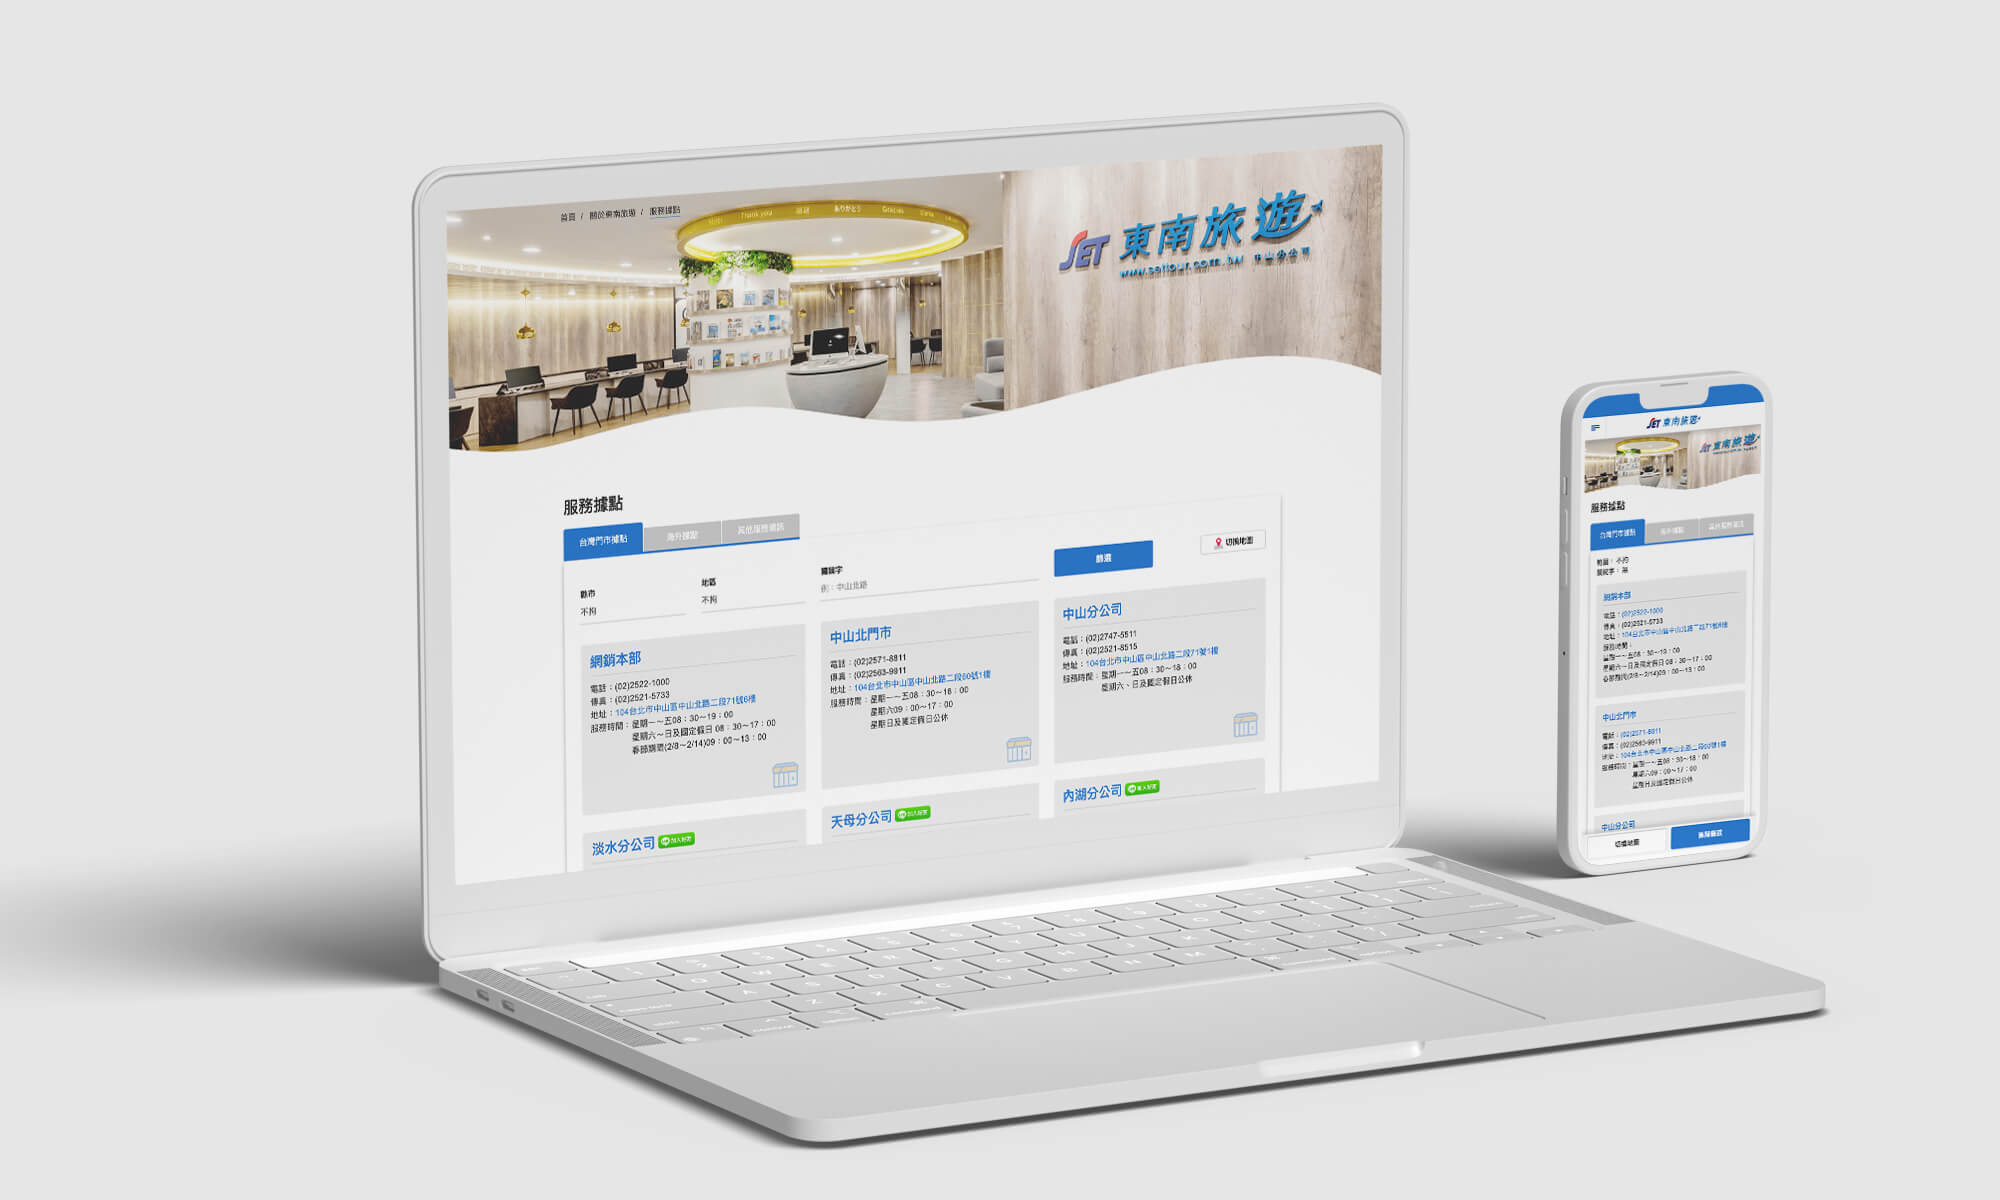 首頁 / 關於東南旅遊 / 服務據點
Thank you
ありがとう
Gracias
SET 東南旅遊
www.settour.com.tw 中山分公司
服務據點
台灣門市據點
海外據點
其他服務資訊
縣市
不拘
地區
不拘
關鍵字
例：中山北路
篩選
切換地圖
網銷本部
電話：(02)2522-1000
傳真：(02)2521-5733
地址：104台北市中山區中山北路二段71號6樓
服務時間：星期一～五08：30～19：00
星期六～日及國定假日 08：30～17：00
春節期間(2/8～2/14)09：00～13：00
中山北門市
電話：(02)2571-8811
傳真：(02)2563-9911
地址：104台北市中山區中山北路二段60號1樓
服務時間：星期一～五08：30～18：00
星期六09：00～17：00
星期日及國定假日公休
中山分公司
電話：(02)2747-5511
傳真：(02)2521-8515
地址：104台北市中山區中山北路二段71號1樓
服務時間：星期一～五08：30～18：00
星期六、日及國定假日公休
淡水分公司 加入好友
天母分公司 加入好友
內湖分公司 加入好友
SET 東南旅遊
SET 東南旅遊
服務據點
台灣門市據點
海外據點
其他服務資訊
範圍：不拘
關鍵字：無
網銷本部
電話：(02)2522-1000
傳真：(02)2521-5733
地址：104台北市中山區中山北路二段71號6樓
服務時間：
星期一～五08：30～19：00
星期六～日及國定假日 08：30～17：00
春節期間(2/8～2/14)09：00～13：00
中山北門市
電話：(02)2571-8811
傳真：(02)2563-9911
地址：104台北市中山區中山北路二段60號1樓
服務時間：星期一～五08：30～18：00
星期六09：00～17：00
星期日及國定假日公休
中山分公司
切換地圖